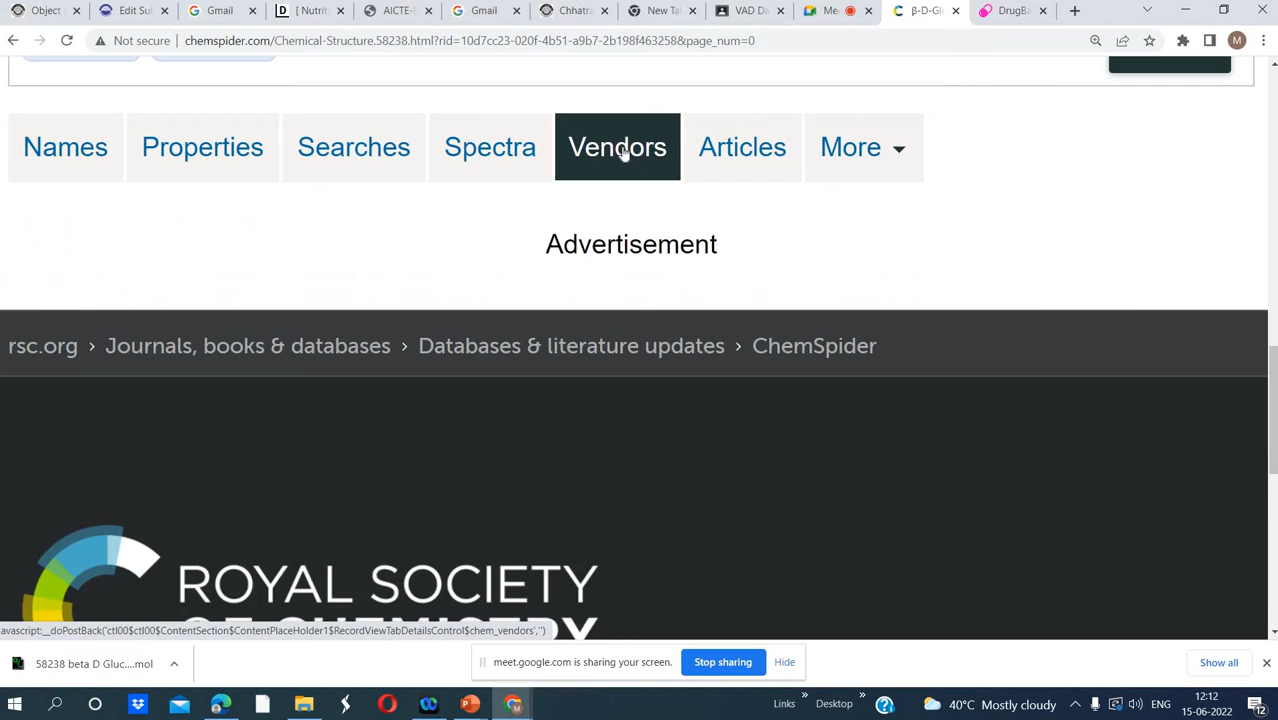 Object
Edit Sul
Gmail
[ Nutriti
AICTE-I
Gmail
Chhatra
New Ta
VAD Da
Mee
β-D-Gl
DrugBa
Not secure
chemspider.com/Chemical-Structure.58238.html?rid=10d7cc23-020f-4b51-a9b7-2b198f463258&page_num=0
M
Names Properties Searches Spectra Vendors Articles More
Advertisement
rsc.org › Journals, books & databases › Databases & literature updates › ChemSpider
ROYAL SOCIETY
OF CHEMISTRY
avascript:__doPostBack('ctl00$ctl00$ContentSection$ContentPlaceHolder1$RecordViewTabDetailsControl$chem_vendors','')
58238 beta D Gluc....mol
meet.google.com is sharing your screen. Stop sharing Hide
Show all
Links » Desktop » 40°C Mostly cloudy ENG
12:12
15-06-2022
12